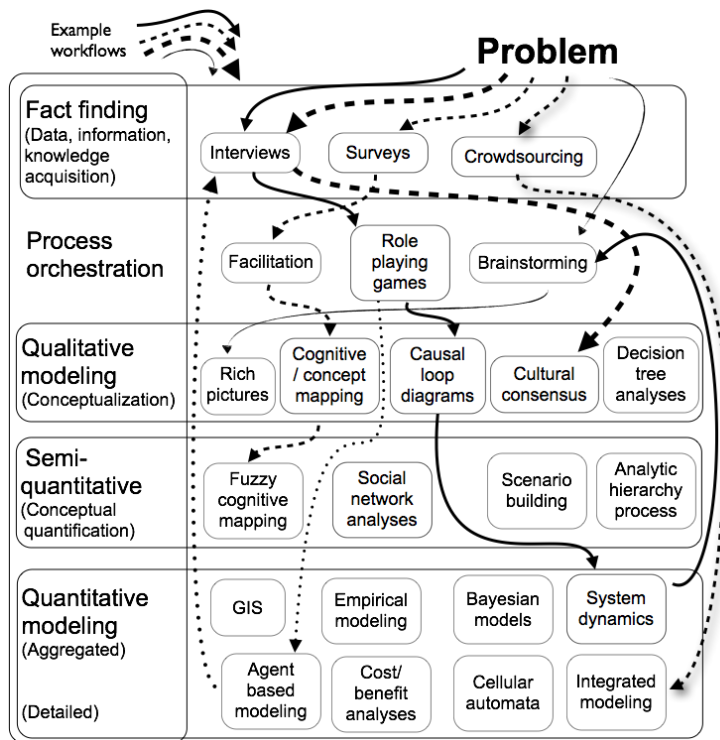 Example
workflows
Problem
Fact finding
(Data, information,
knowledge
acquisition)
Interviews
Surveys
Crowdsourcing
Process
orchestration
Facilitation
Role
playing
games
Brainstorming
Qualitative
modeling
(Conceptualization)
Rich
pictures
Cognitive
/ concept
mapping
Causal
loop
diagrams
Cultural
consensus
Decision
tree
analyses
Semi-
quantitative
(Conceptual
quantification)
Fuzzy
cognitive
mapping
Social
network
analyses
Scenario
building
Analytic
hierarchy
process
Quantitative
modeling
(Aggregated)
(Detailed)
GIS
Empirical
modeling
Bayesian
models
System
dynamics
Agent
based
modeling
Cost/
benefit
analyses
Cellular
automata
Integrated
modeling